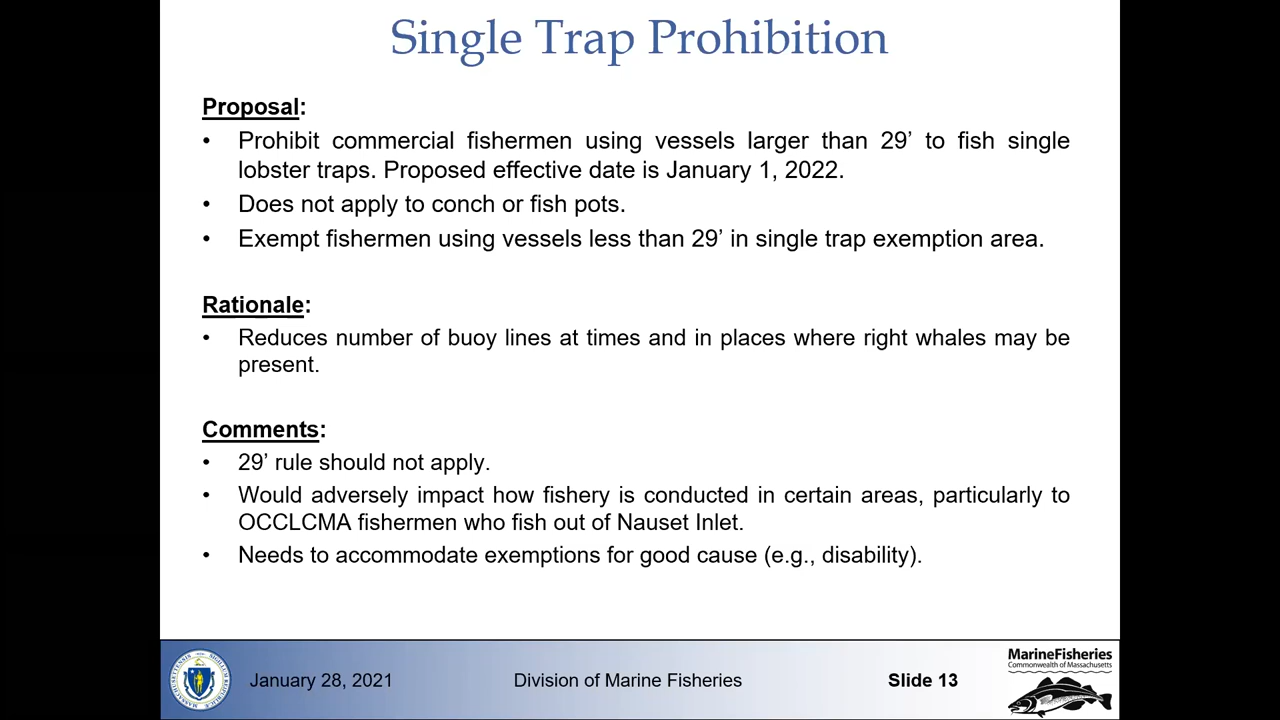 Single Trap Prohibition
Proposal:
• Prohibit commercial fishermen using vessels larger than 29’ to fish single
lobster traps. Proposed effective date is January 1, 2022.
• Does not apply to conch or fish pots.
• Exempt fishermen using vessels less than 29’ in single trap exemption area.
Rationale:
• Reduces number of buoy lines at times and in places where right whales may be
present.
Comments:
• 29’ rule should not apply.
• Would adversely impact how fishery is conducted in certain areas, particularly to
OCCLCMA fishermen who fish out of Nauset Inlet.
• Needs to accommodate exemptions for good cause (e.g., disability).
January 28, 2021
Division of Marine Fisheries
Slide 13
MarineFisheries
Commonwealth of Massachusetts